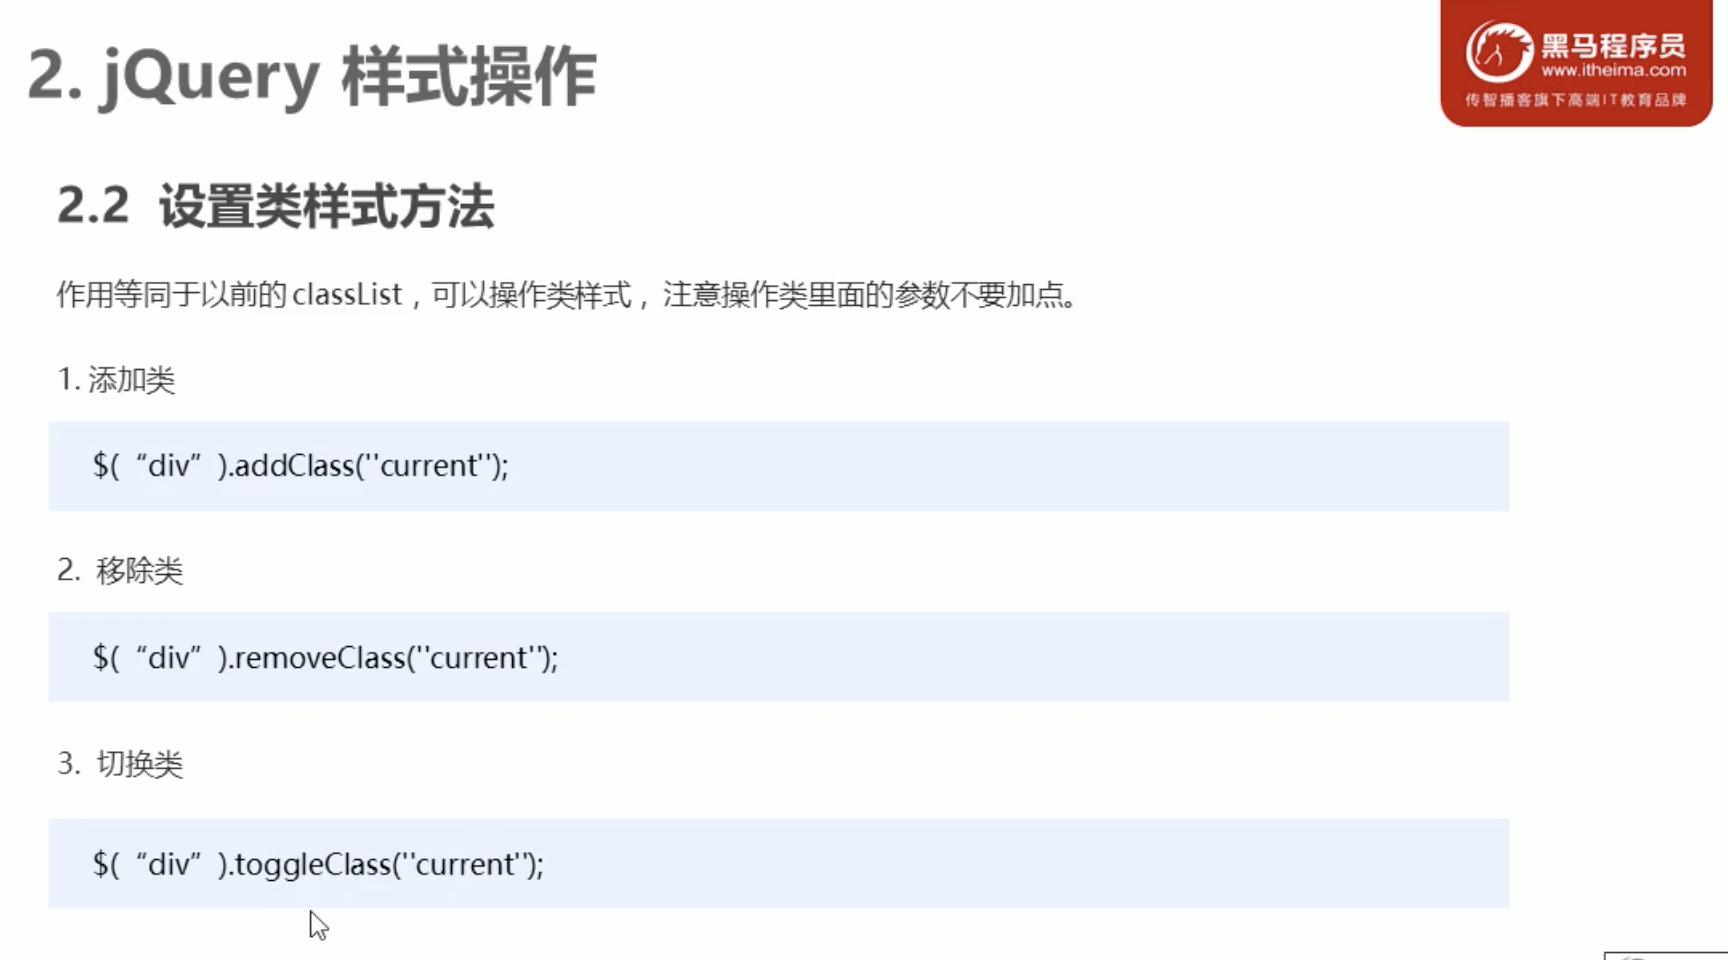 2. jQuery 样式操作
黑马程序员
www.itheima.com
传智播客旗下高端IT教育品牌
2.2 设置类样式方法
作用等同于以前的 classList，可以操作类样式， 注意操作类里面的参数不要加点。
1. 添加类
$(“div”).addClass(''current'');
2. 移除类
$(“div”).removeClass(''current'');
3. 切换类
$(“div”).toggleClass(''current'');